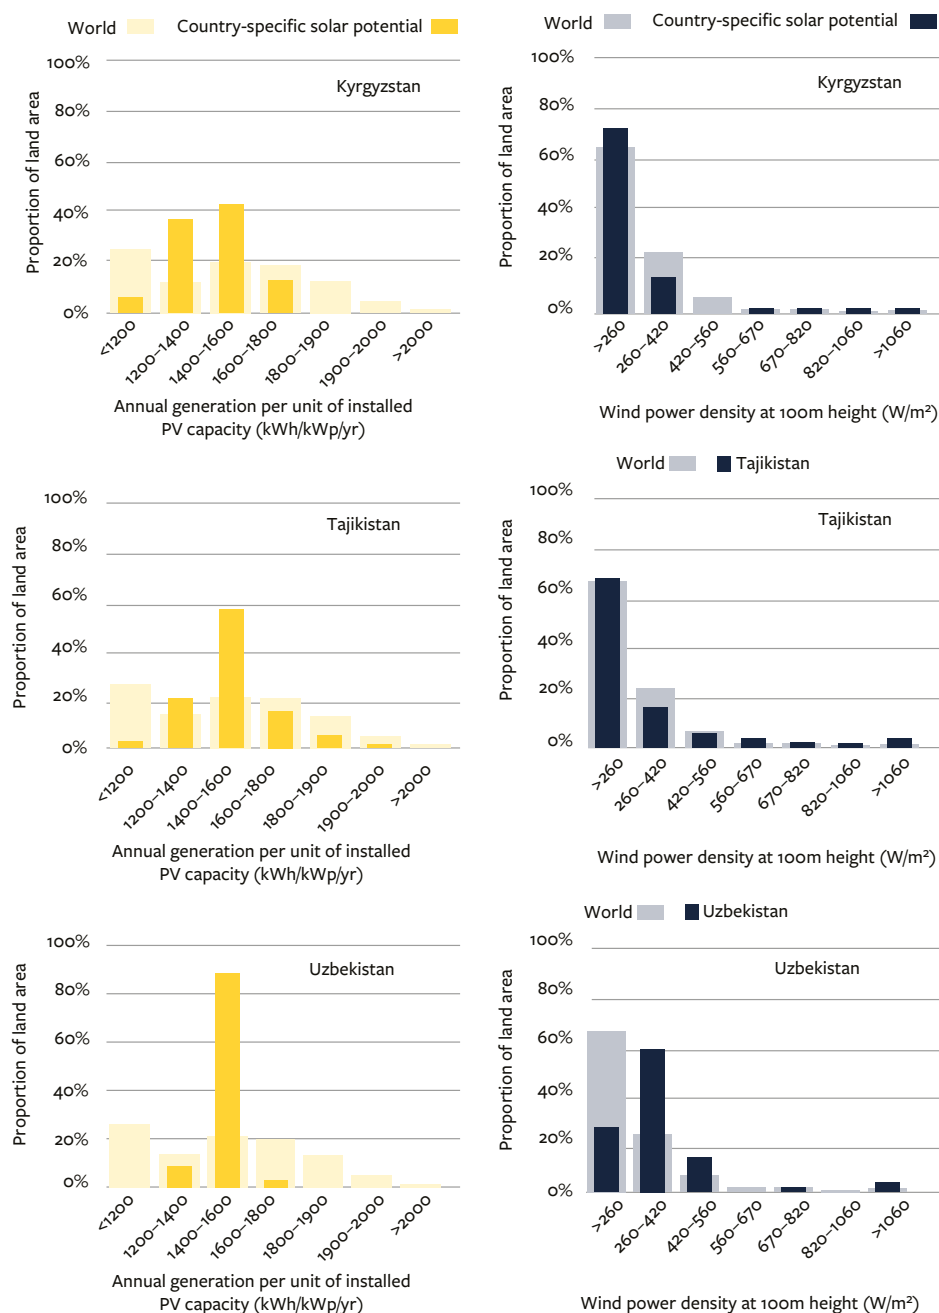 World
Country-specific solar potential
100%
80%
60%
40%
20%
0%
Proportion of land area
Kyrgyzstan
<1200
1200–1400
1400–1600
1600–1800
1800–1900
1900–2000
>2000
Annual generation per unit of installed
PV capacity (kWh/kWp/yr)
World
Country-specific solar potential
100%
80%
60%
40%
20%
0%
Proportion of land area
Kyrgyzstan
>260
260–420
420–560
560–670
670–820
820–1060
>1060
Wind power density at 100m height (W/m²)
100%
80%
60%
40%
20%
0%
Proportion of land area
Tajikistan
<1200
1200–1400
1400–1600
1600–1800
1800–1900
1900–2000
>2000
Annual generation per unit of installed
PV capacity (kWh/kWp/yr)
World
Tajikistan
100%
80%
60%
40%
20%
0%
Proportion of land area
Tajikistan
>260
260–420
420–560
560–670
670–820
820–1060
>1060
Wind power density at 100m height (W/m²)
100%
80%
60%
40%
20%
0%
Proportion of land area
Uzbekistan
<1200
1200–1400
1400–1600
1600–1800
1800–1900
1900–2000
>2000
Annual generation per unit of installed
PV capacity (kWh/kWp/yr)
World
Uzbekistan
100%
80%
60%
40%
20%
0%
Proportion of land area
Uzbekistan
>260
260–420
420–560
560–670
670–820
820–1060
>1060
Wind power density at 100m height (W/m²)